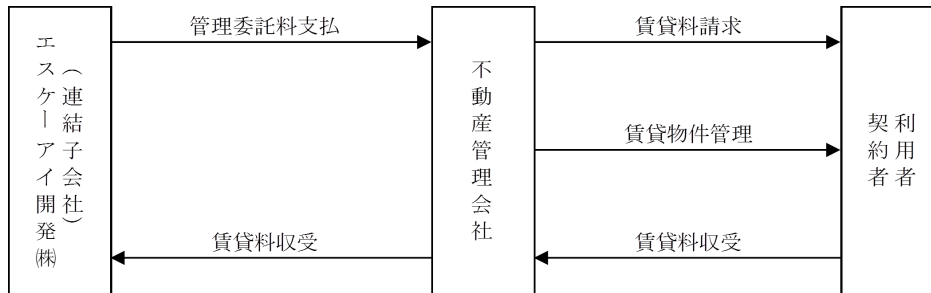 エスケーアイ開発㈱
(連結子会社)
管理委託料支払
賃貸料収受
不動産管理会社
賃貸料請求
賃貸物件管理
賃貸料収受
利用者
契約者